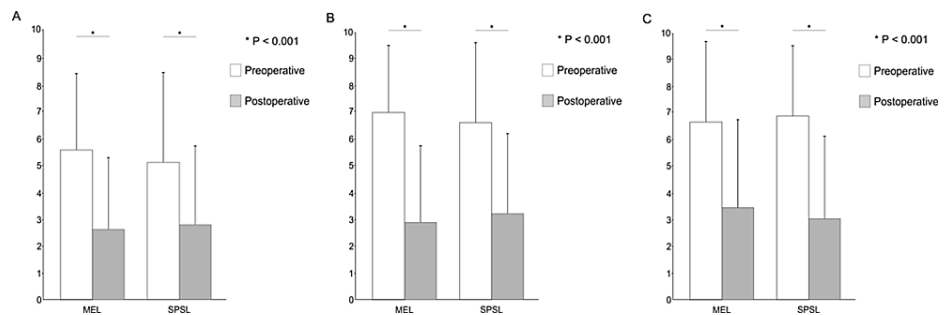 A
10
9
8
7
6
5
4
3
2
1
0
*
*
* P < 0.001
Preoperative
Postoperative
MEL
SPSL
B
10
9
8
7
6
5
4
3
2
1
0
*
*
* P < 0.001
Preoperative
Postoperative
MEL
SPSL
C
10
9
8
7
6
5
4
3
2
1
0
*
*
* P < 0.001
Preoperative
Postoperative
MEL
SPSL